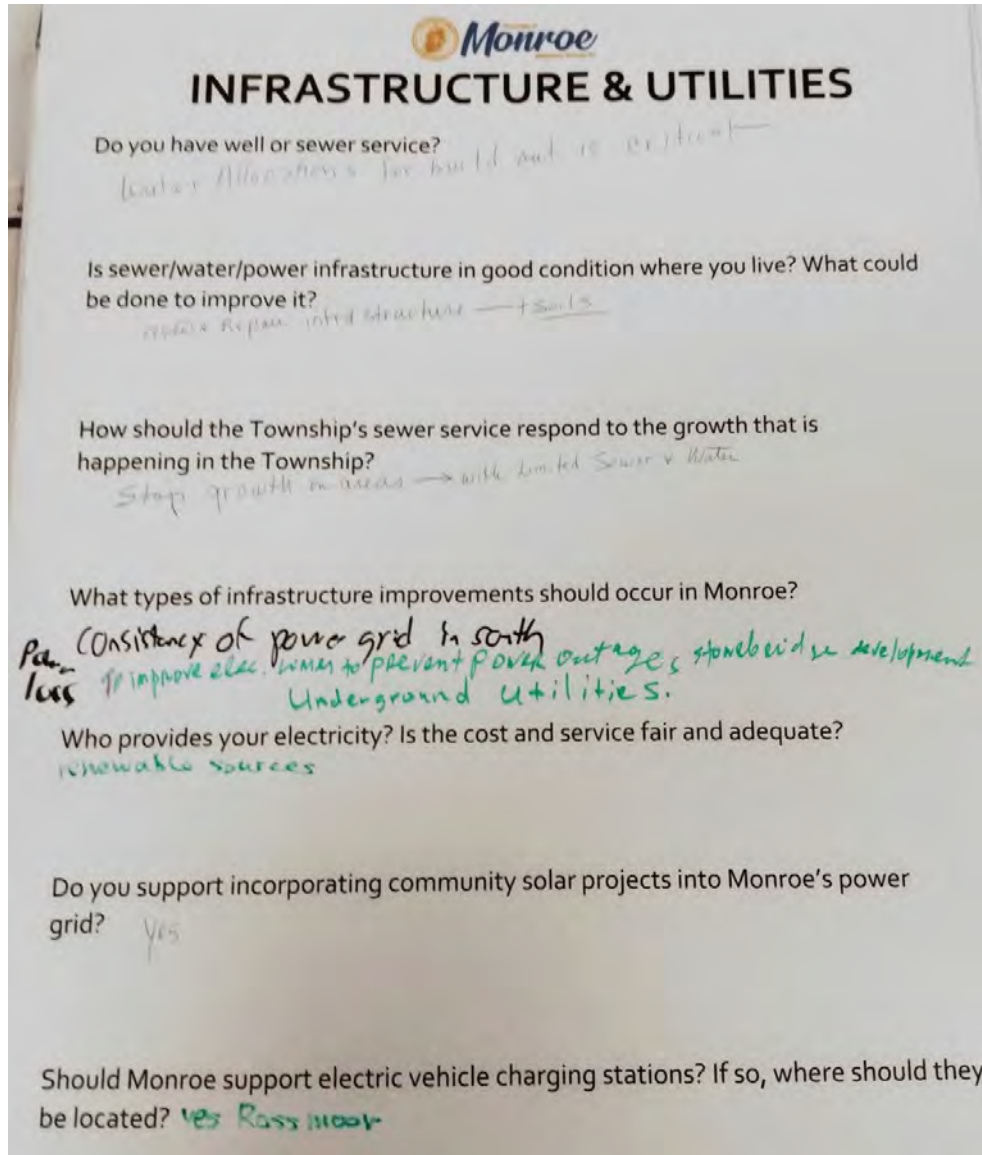 Monroe
INFRASTRUCTURE & UTILITIES
Do you have well or sewer service?
Water Allocations for build out is critical
Is sewer/water/power infrastructure in good condition where you live? What could
be done to improve it?
Repair infrastructure — + Soils
How should the Township's sewer service respond to the growth that is
happening in the Township?
Stop growth in areas → with Limited Sewer & Water
What types of infrastructure improvements should occur in Monroe?
Consistency of power grid in south
loss To improve elec. to prevent power outages stonebridge development
Underground utilities.
Who provides your electricity? Is the cost and service fair and adequate?
renewable sources
Do you support incorporating community solar projects into Monroe's power
grid? Yes
Should Monroe support electric vehicle charging stations? If so, where should they
be located? Yes Rossmoor